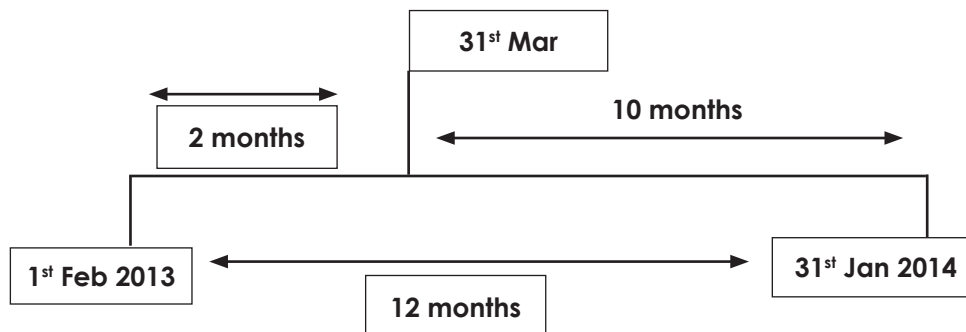 31st Mar
10 months
2 months
1st Feb 2013
31st Jan 2014
12 months